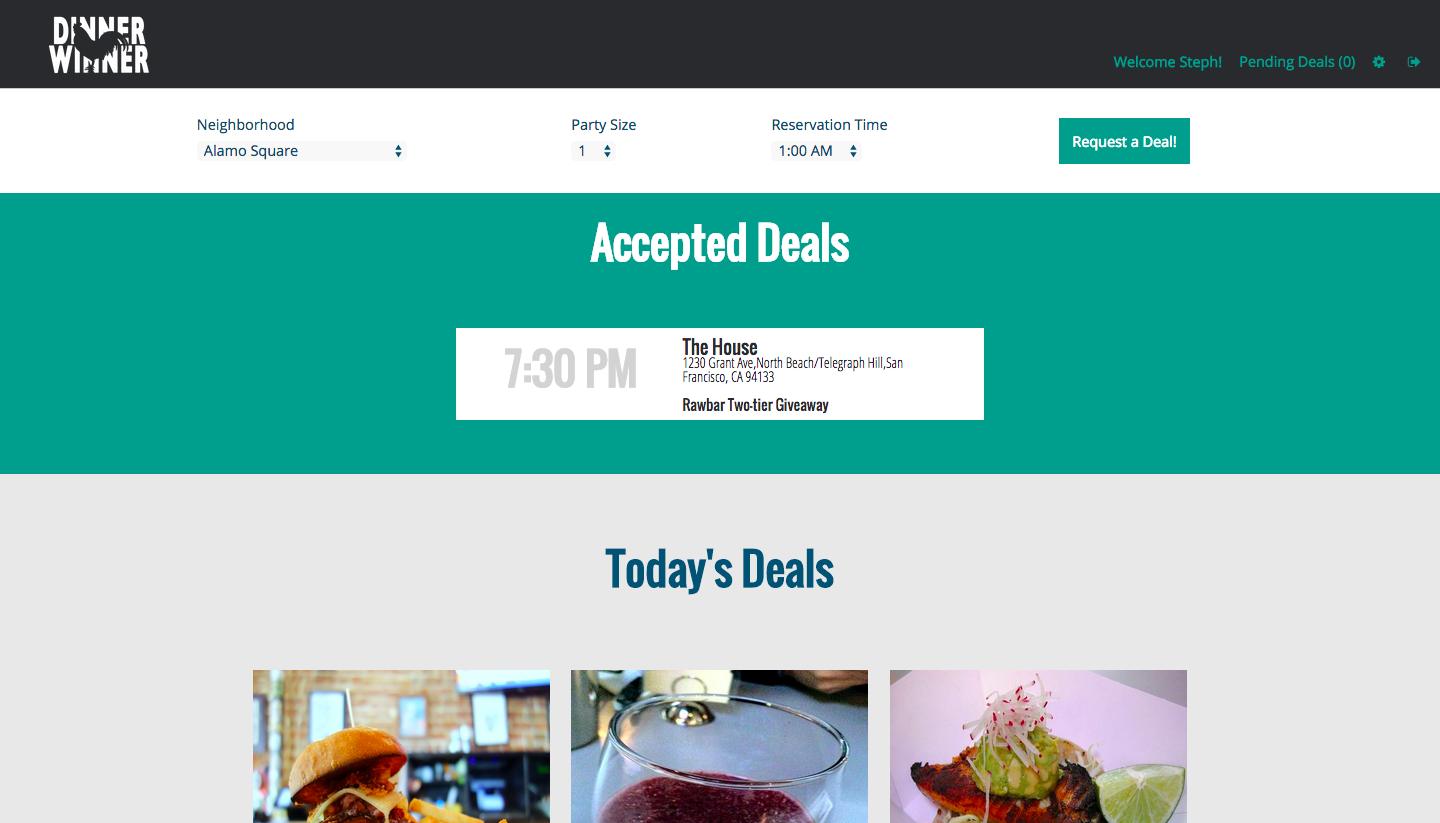 DINNER
WINNER
Welcome Steph! Pending Deals (0)
Neighborhood Party Size Reservation Time
Alamo Square 1 1:00 AM Request a Deal!
Accepted Deals
7:30 PM
The House
1230 Grant Ave,North Beach/Telegraph Hill,San
Francisco, CA 94133
Rawbar Two-tier Giveaway
Today's Deals